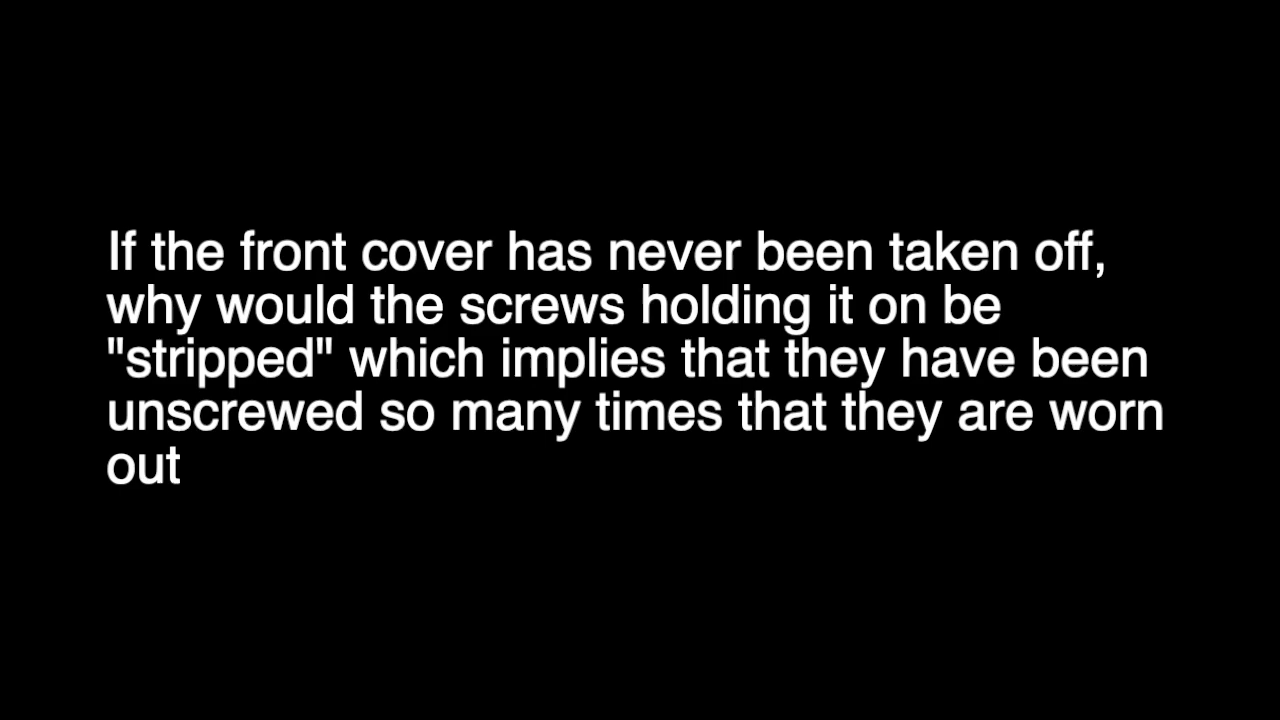 If the front cover has never been taken off,
why would the screws holding it on be
"stripped" which implies that they have been
unscrewed so many times that they are worn
out